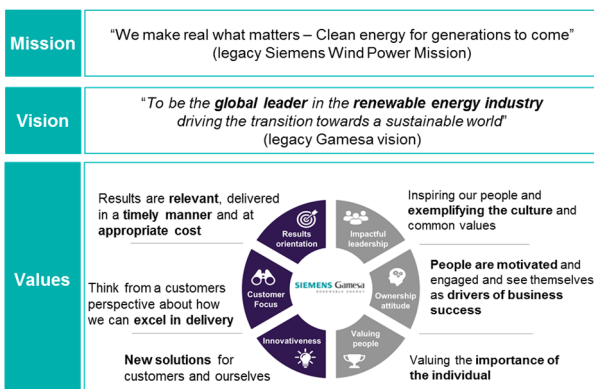 Mission
“We make real what matters – Clean energy for generations to come”
(legacy Siemens Wind Power Mission)
Vision
“To be the global leader in the renewable energy industry
driving the transition towards a sustainable world”
(legacy Gamesa vision)
Values
Results are relevant, delivered
in a timely manner and at
appropriate cost
Think from a customers
perspective about how
we can excel in delivery
New solutions for
customers and ourselves
Results
orientation
Customer
Focus
Innovativeness
SIEMENS Gamesa
RENEWABLE ENERGY
Impactful
leadership
Ownership
attitude
Valuing
people
Inspiring our people and
exemplifying the culture and
common values
People are motivated and
engaged and see themselves
as drivers of business
success
Valuing the importance of
the individual